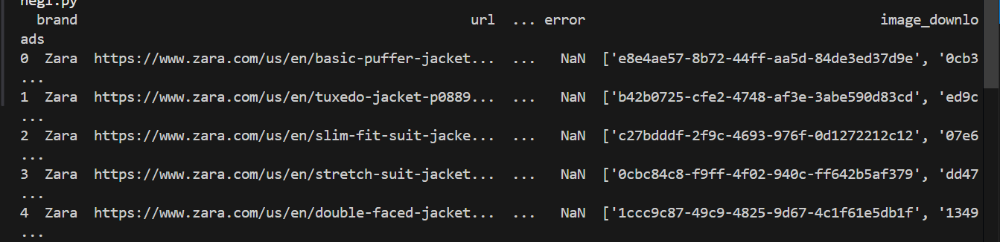 neg1.py
brand url ... error image_downlo
ads
0 Zara https://www.zara.com/us/en/basic-puffer-jacket... ... NaN ['e8e4ae57-8b72-44ff-aa5d-84de3ed37d9e', '0cb3
...
1 Zara https://www.zara.com/us/en/tuxedo-jacket-p0889... ... NaN ['b42b0725-cfe2-4748-af3e-3abe590d83cd', 'ed9c
...
2 Zara https://www.zara.com/us/en/slim-fit-suit-jacke... ... NaN ['c27bdddf-2f9c-4693-976f-0d1272212c12', '07e6
...
3 Zara https://www.zara.com/us/en/stretch-suit-jacket... ... NaN ['0cbc84c8-f9ff-4f02-940c-ff642b5af379', 'dd47
...
4 Zara https://www.zara.com/us/en/double-faced-jacket... ... NaN ['1ccc9c87-49c9-4825-9d67-4c1f61e5db1f', '1349
...